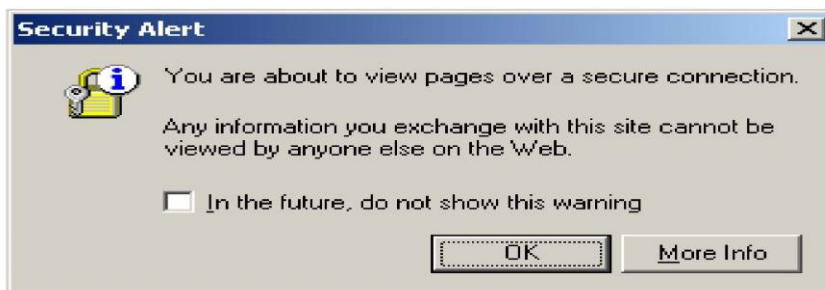 Security Alert
You are about to view pages over a secure connection.
Any information you exchange with this site cannot be
viewed by anyone else on the Web.
In the future, do not show this warning
OK
More Info